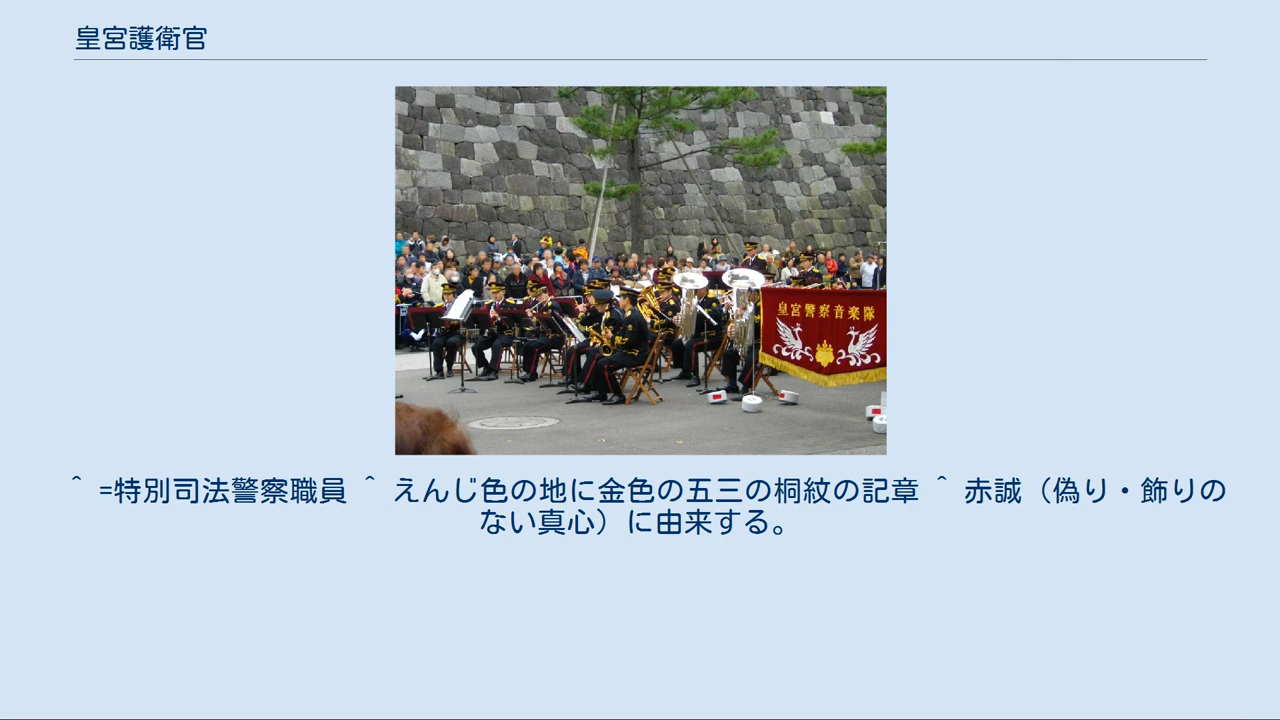 皇宮護衛官
皇宮警察音楽隊
^ =特別司法警察職員 ^ えんじ色の地に金色の五三の桐紋の記章 ^ 赤誠（偽り・飾りの
ない真心）に由来する。